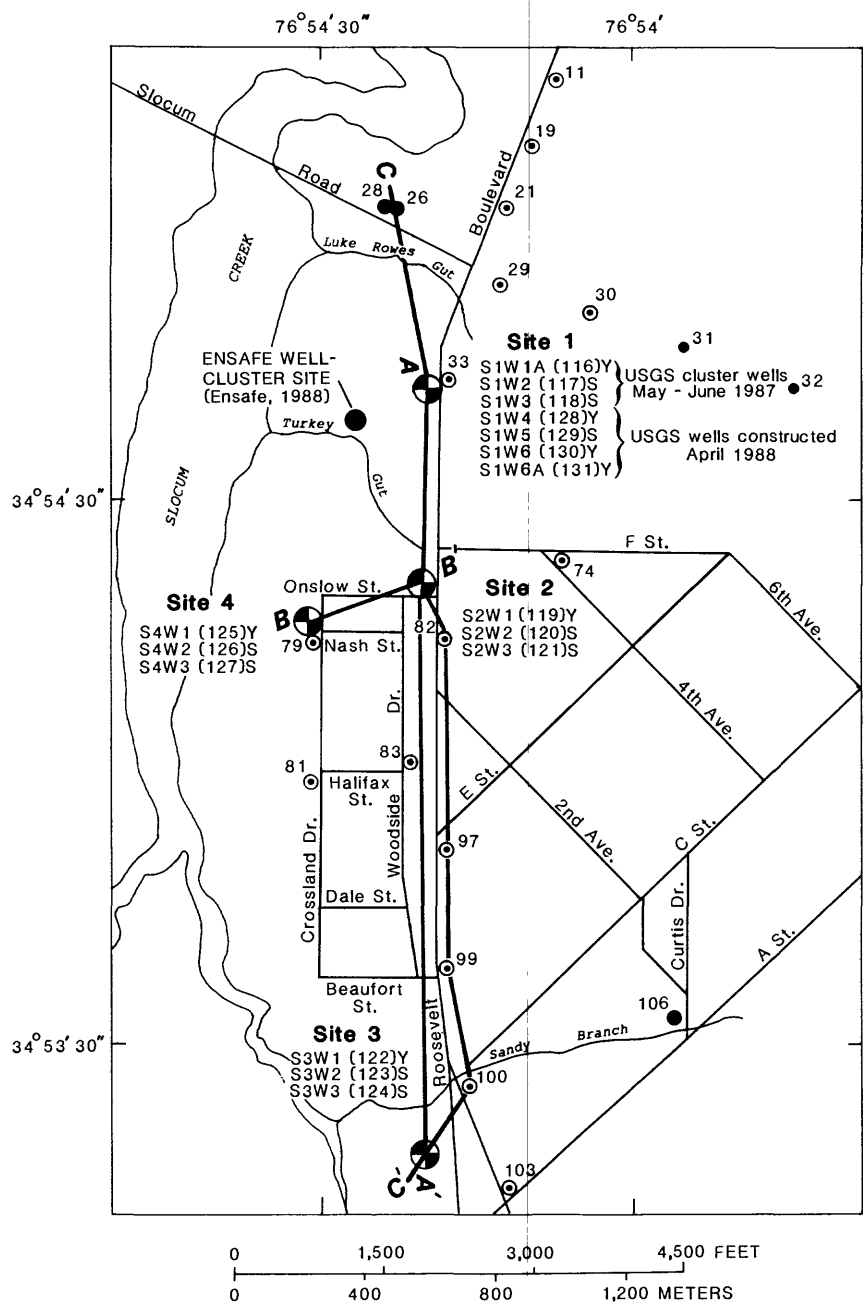 76°54'30"
76°54'
11
Slocum
19
Boulevard
C
28
26
21
Road
Luke Rowes
Gut
CREEK
29
30
Site 1
31
ENSAFE WELL-
CLUSTER SITE
(Ensafe, 1988)
A
33
S1W1A (116)Y
S1W2 (117)S
S1W3 (118)S
S1W4 (128)Y
S1W5 (129)S
S1W6 (130)Y
S1W6A (131)Y
USGS cluster wells
May - June 1987
32
USGS wells constructed
April 1988
Turkey
Gut
SLOCUM
34°54'30"
F St.
B'
74
6th Ave.
Onslow St.
Site 4
B
Site 2
S4W1 (125)Y
S4W2 (126)S
S4W3 (127)S
82
S2W1 (119)Y
S2W2 (120)S
S2W3 (121)S
79
Nash St.
Dr.
4th Ave.
83
81
Halifax
St.
E St.
2nd Ave.
C St.
Woodside
97
Crossland Dr.
Dale St.
Curtis Dr.
A St.
99
Beaufort
St.
Roosevelt
106
Site 3
34°53'30"
Sandy
Branch
S3W1 (122)Y
S3W2 (123)S
S3W3 (124)S
100
103
C'
A'
0 1,500 3,000 4,500 FEET
0 400 800 1,200 METERS